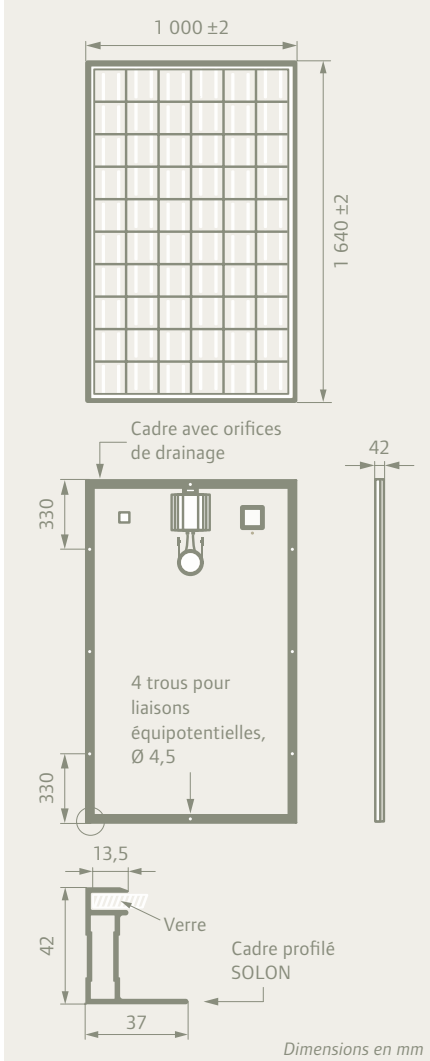 1 000 ±2
1 640 ±2
Cadre avec orifices
de drainage
42
330
4 trous pour
liaisons
équipotentielles,
Ø 4,5
330
13,5
42
Verre
Cadre profilé
SOLON
37
Dimensions en mm